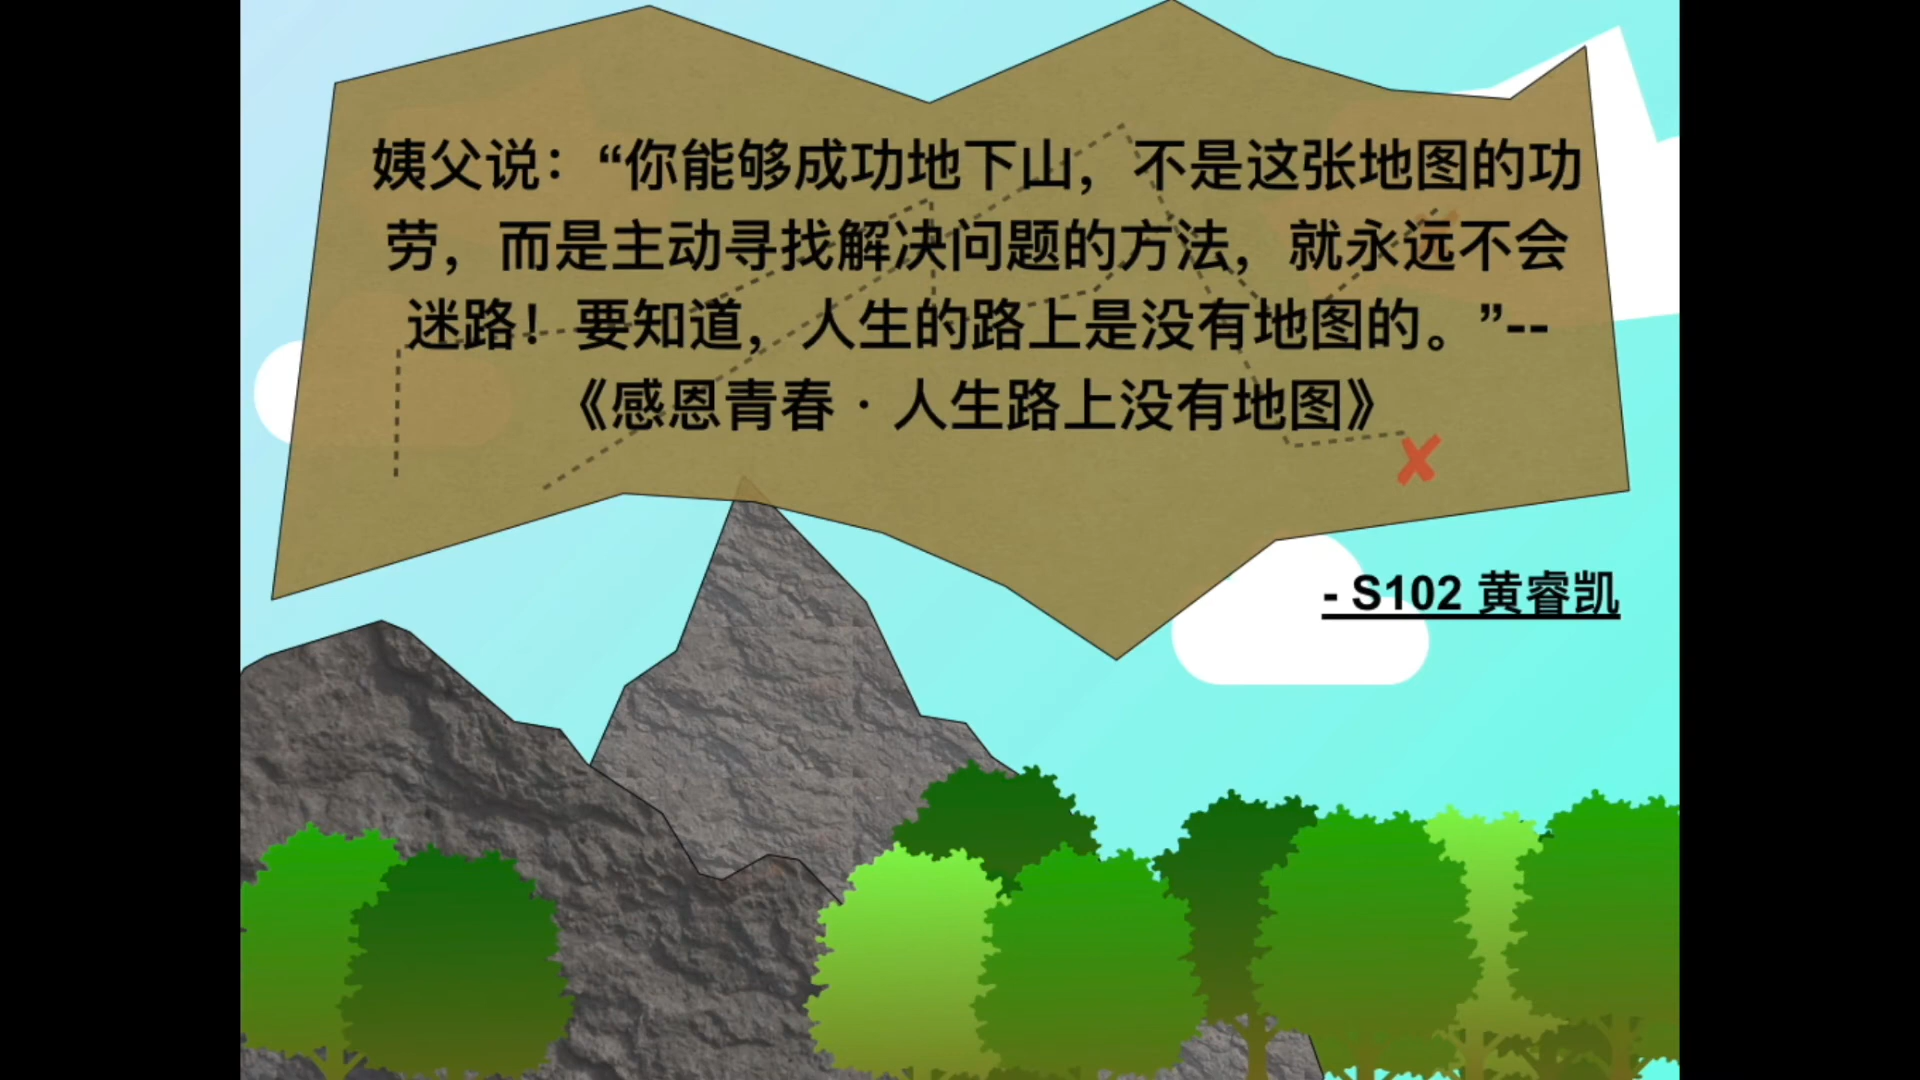 姨父说：“你能够成功地下山，不是这张地图的功
劳，而是主动寻找解决问题的方法，就永远不会
迷路！要知道，人生的路上是没有地图的。”--
《感恩青春 · 人生路上没有地图》
- S102 黄睿凯